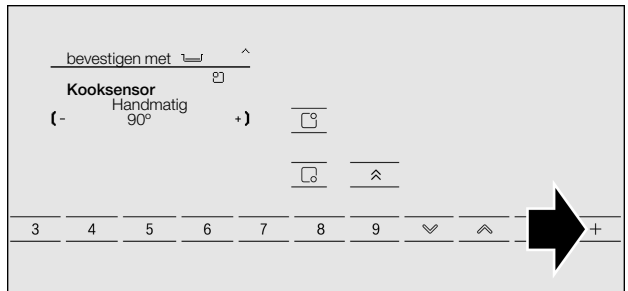 bevestigen met
Kooksensor
Handmatig
(- 90° +)
3 4 5 6 7 8 9 +